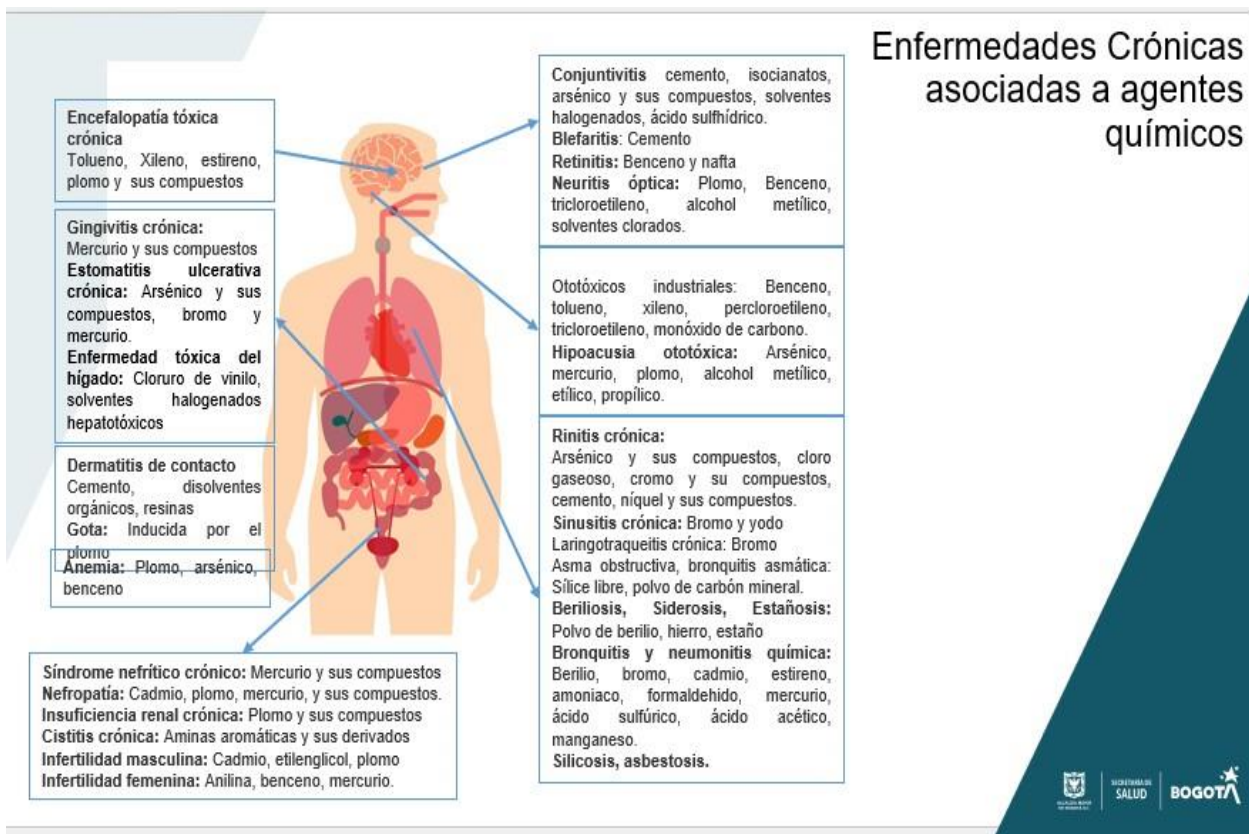 Enfermedades Crónicas
asociadas a agentes
químicos
Encefalopatía tóxica
crónica
Tolueno, Xileno, estireno,
plomo y sus compuestos
Gingivitis crónica:
Mercurio y sus compuestos
Estomatitis ulcerativa
crónica: Arsénico y sus
compuestos, bromo y
mercurio.
Enfermedad tóxica del
hígado: Cloruro de vinilo,
solventes halogenados
hepatotóxicos
Dermatitis de contacto
Cemento, disolventes
orgánicos, resinas
Gota: Inducida por el
plomo
Anemia: Plomo, arsénico,
benceno
Síndrome nefrítico crónico: Mercurio y sus compuestos
Nefropatía: Cadmio, plomo, mercurio, y sus compuestos.
Insuficiencia renal crónica: Plomo y sus compuestos
Cistitis crónica: Aminas aromáticas y sus derivados
Infertilidad masculina: Cadmio, etilenglicol, plomo
Infertilidad femenina: Anilina, benceno, mercurio.
Conjuntivitis cemento, isocianatos,
arsénico y sus compuestos, solventes
halogenados, ácido sulfhídrico.
Blefaritis: Cemento
Retinitis: Benceno y nafta
Neuritis óptica: Plomo, Benceno,
tricloroetileno, alcohol metílico,
solventes clorados.
Ototóxicos industriales: Benceno,
tolueno, xileno, percloroetileno,
tricloroetileno, monóxido de carbono.
Hipoacusia ototóxica: Arsénico,
mercurio, plomo, alcohol metílico,
etílico, propílico.
Rinitis crónica:
Arsénico y sus compuestos, cloro
gaseoso, cromo y su compuestos,
cemento, níquel y sus compuestos.
Sinusitis crónica: Bromo y yodo
Laringotraqueitis crónica: Bromo
Asma obstructiva, bronquitis asmática:
Sílice libre, polvo de carbón mineral.
Beriliosis, Siderosis, Estañosis:
Polvo de berilio, hierro, estaño
Bronquitis y neumonitis química:
Berilio, bromo, cadmio, estireno,
amoniaco, formaldehido, mercurio,
ácido sulfúrico, ácido acético,
manganeso.
Silicosis, asbestosis.
SECRETARÍA DE
SALUD
BOGOTÁ
ALCALDÍA MAYOR
DE BOGOTÁ D.C.